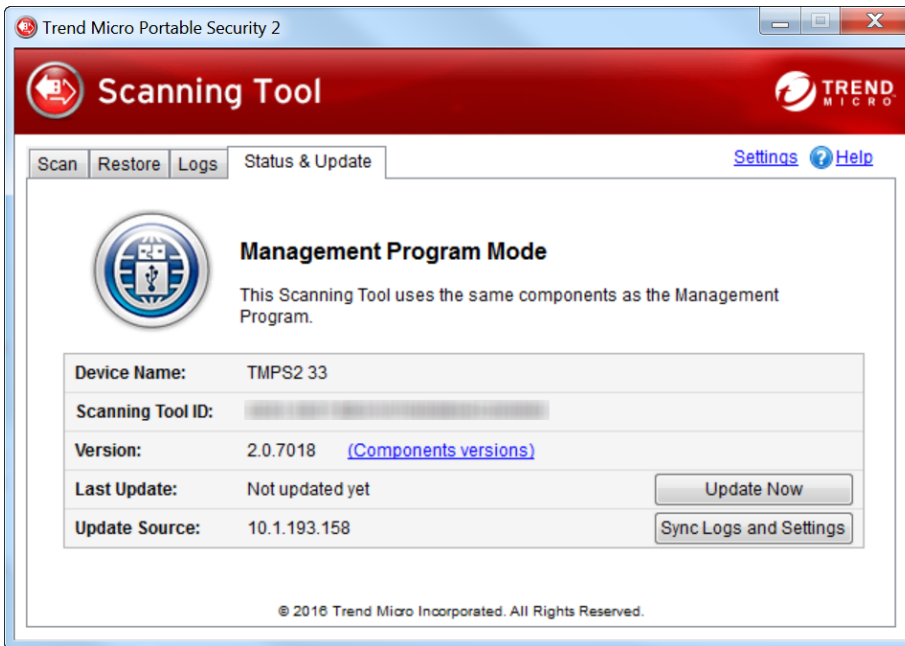 Trend Micro Portable Security 2
Scanning Tool
TREND
MICRO
Scan Restore Logs Status & Update Settings Help
Management Program Mode
This Scanning Tool uses the same components as the Management
Program.
Device Name: TMPS2 33
Scanning Tool ID:
Version: 2.0.7018 (Components versions)
Last Update: Not updated yet Update Now
Update Source: 10.1.193.158 Sync Logs and Settings
© 2016 Trend Micro Incorporated. All Rights Reserved.